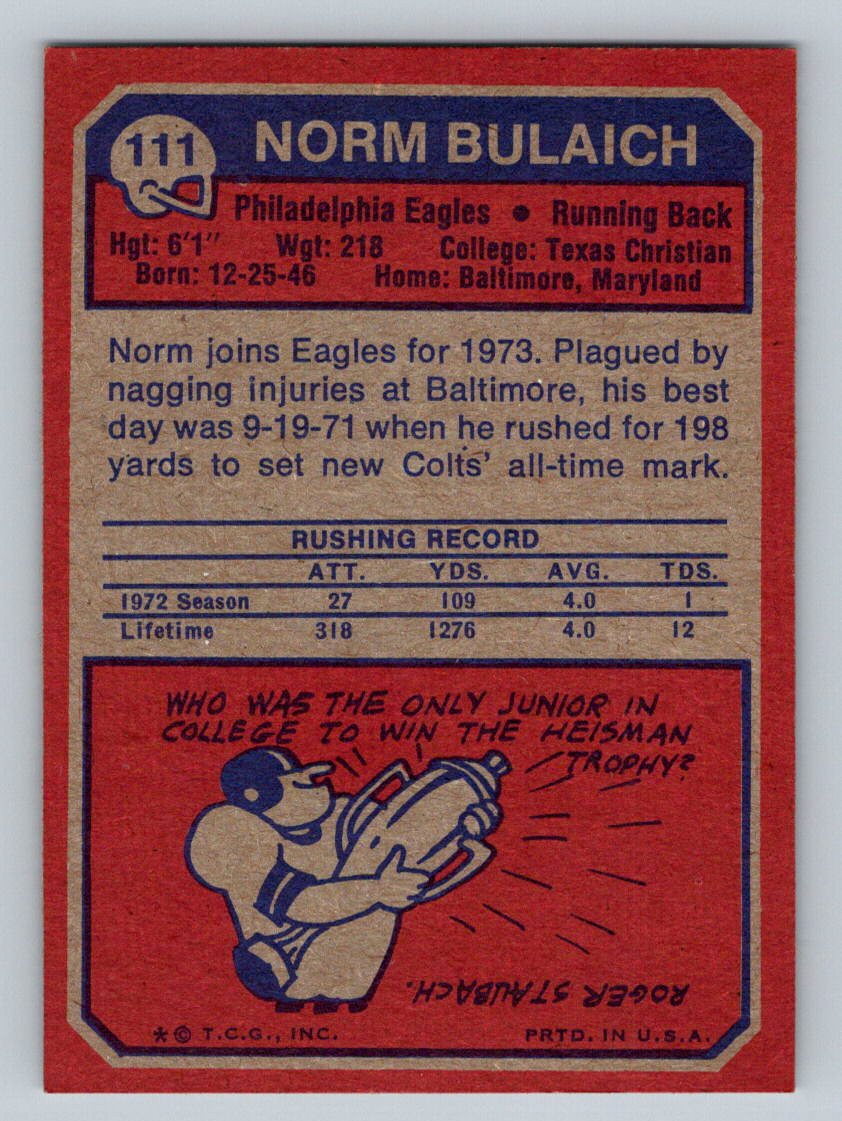 111 NORM BULAICH
Philadelphia Eagles • Running Back
Hgt: 6'1" Wgt: 218 College: Texas Christian
Born: 12-25-46 Home: Baltimore, Maryland
Norm joins Eagles for 1973. Plagued by
nagging injuries at Baltimore, his best
day was 9-19-71 when he rushed for 198
yards to set new Colts' all-time mark.
RUSHING RECORD
ATT. YDS. AVG. TDS.
1972 Season 27 109 4.0 1
Lifetime 318 1276 4.0 12
WHO WAS THE ONLY JUNIOR IN
COLLEGE TO WIN THE HEISMAN
TROPHY?
ROGER STAUBACH.
*© T.C.G., INC. PRTD. IN U.S.A.